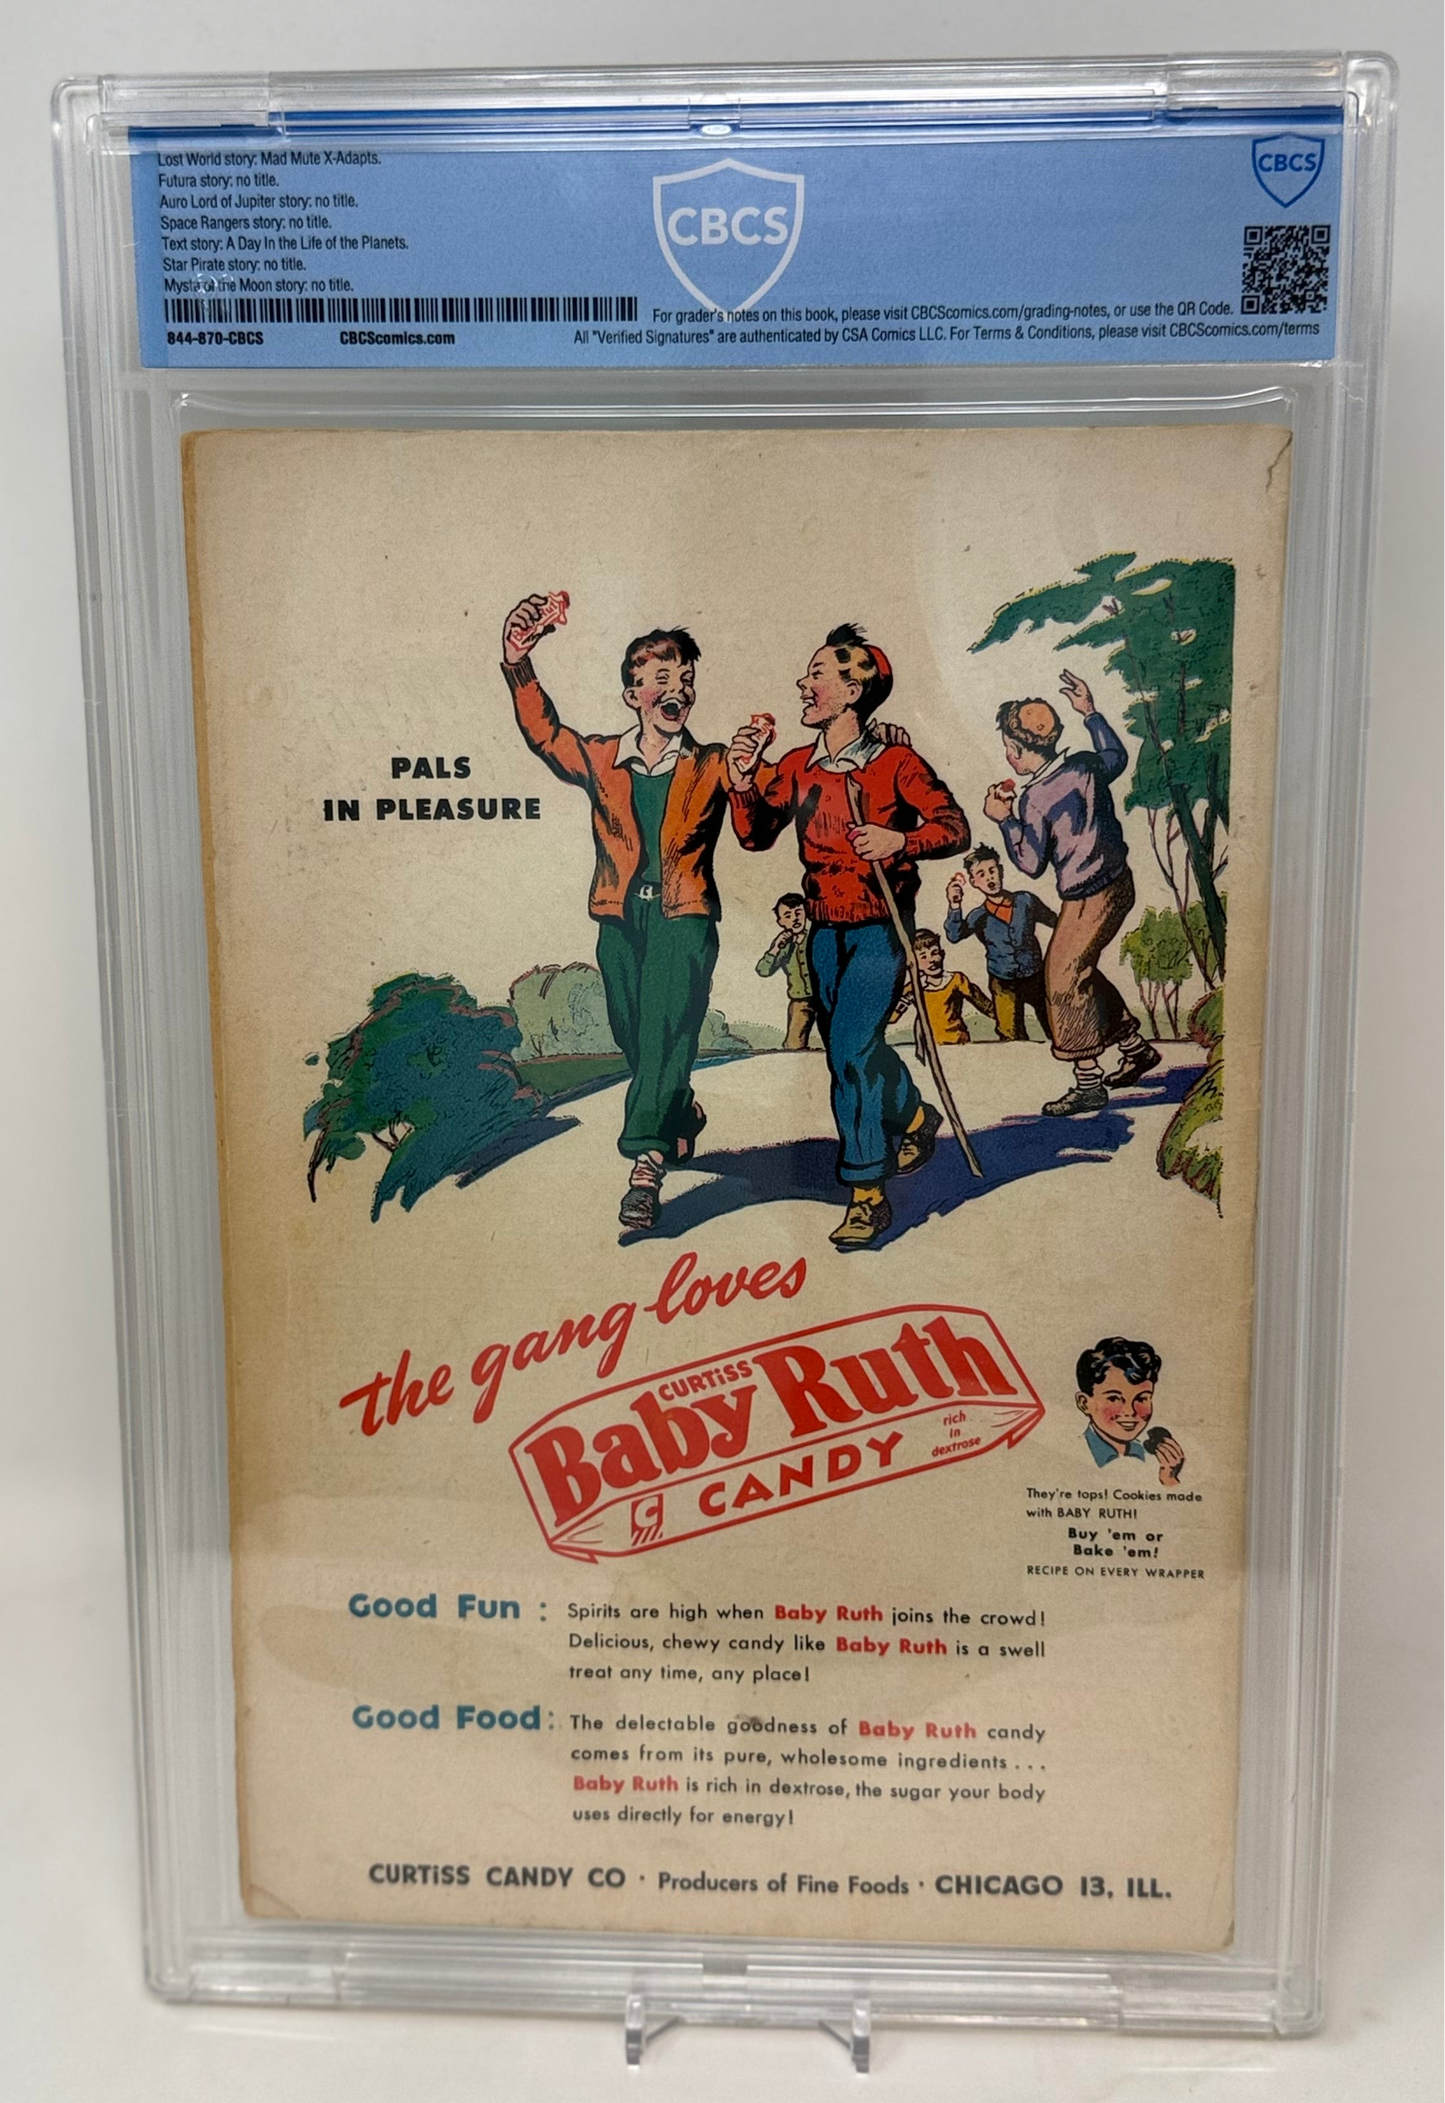 Lost World story: Mad Mute X-Adapts.
Futura story: no title.
Auro Lord of Jupiter story: no title.
Space Rangers story: no title.
Text story: A Day In the Life of the Planets.
Star Pirate story: no title.
Mysta of the Moon story: no title.
844-870-CBCS
CBCScomics.com
CBCS
CBCS
For grader's notes on this book, please visit CBCScomics.com/grading-notes, or use the QR Code.
All "Verified Signatures" are authenticated by CSA Comics LLC. For Terms & Conditions, please visit CBCScomics.com/terms
PALS
IN PLEASURE
the gang loves
CURTiSS
Baby Ruth
CANDY
rich
in
dextrose
C
They're tops! Cookies made
with BABY RUTH!
Buy 'em or
Bake 'em!
RECIPE ON EVERY WRAPPER
Good Fun : Spirits are high when Baby Ruth joins the crowd!
Delicious, chewy candy like Baby Ruth is a swell
treat any time, any place!
Good Food: The delectable goodness of Baby Ruth candy
comes from its pure, wholesome ingredients . . .
Baby Ruth is rich in dextrose, the sugar your body
uses directly for energy!
CURTiSS CANDY CO · Producers of Fine Foods · CHICAGO 13, ILL.